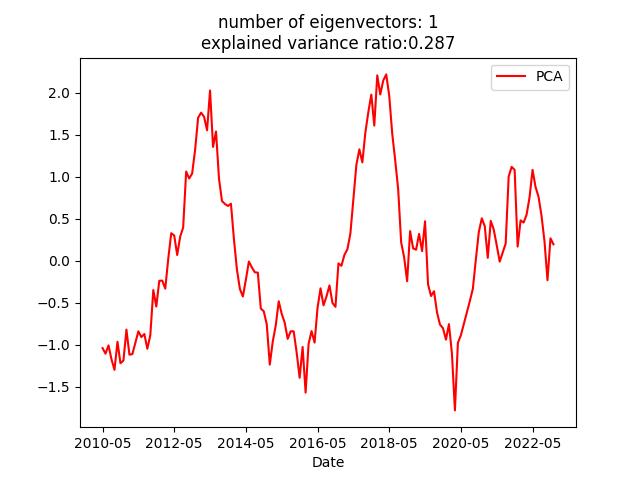 number of eigenvectors: 1
explained variance ratio:0.287
PCA
2.0
1.5
1.0
0.5
0.0
−0.5
−1.0
−1.5
2010-05 2012-05 2014-05 2016-05 2018-05 2020-05 2022-05
Date